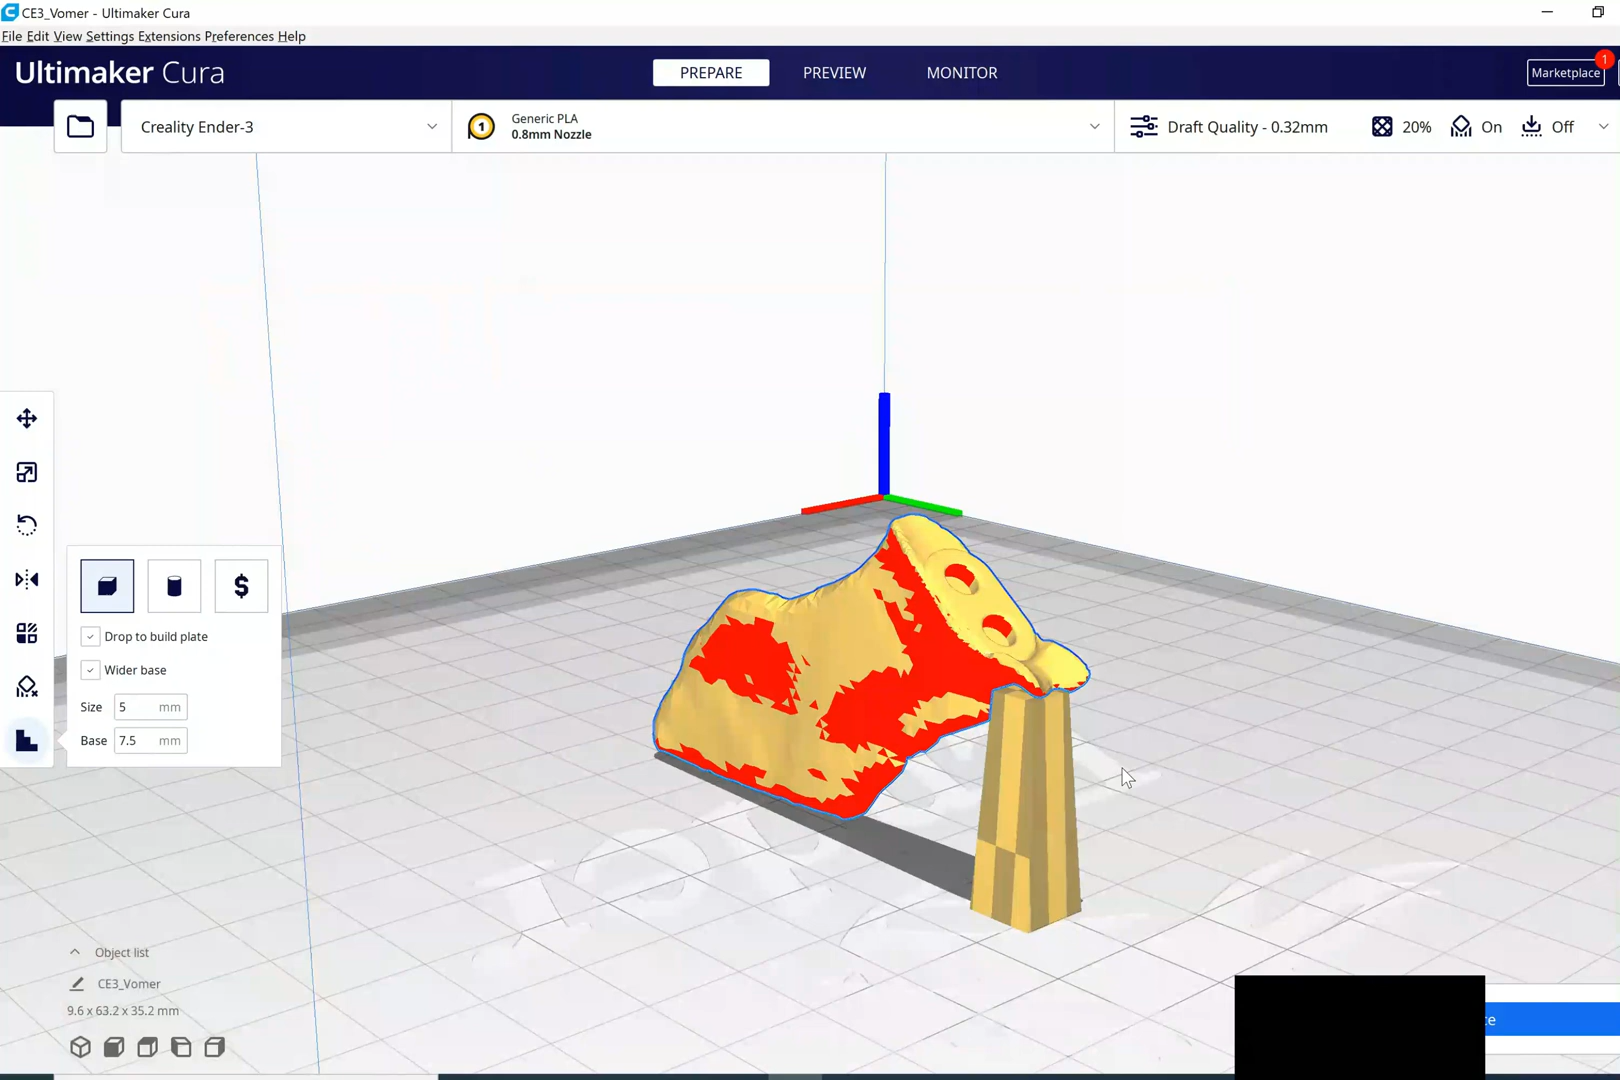 CE3_Vomer - Ultimaker Cura
File Edit View Settings Extensions Preferences Help
Ultimaker Cura
PREPARE
PREVIEW
MONITOR
Marketplace
1
Creality Ender-3
1
Generic PLA
0.8mm Nozzle
Draft Quality - 0.32mm
20%
On
Off
$
Drop to build plate
Wider base
Size 5 mm
Base 7.5 mm
Object list
CE3_Vomer
9.6 x 63.2 x 35.2 mm